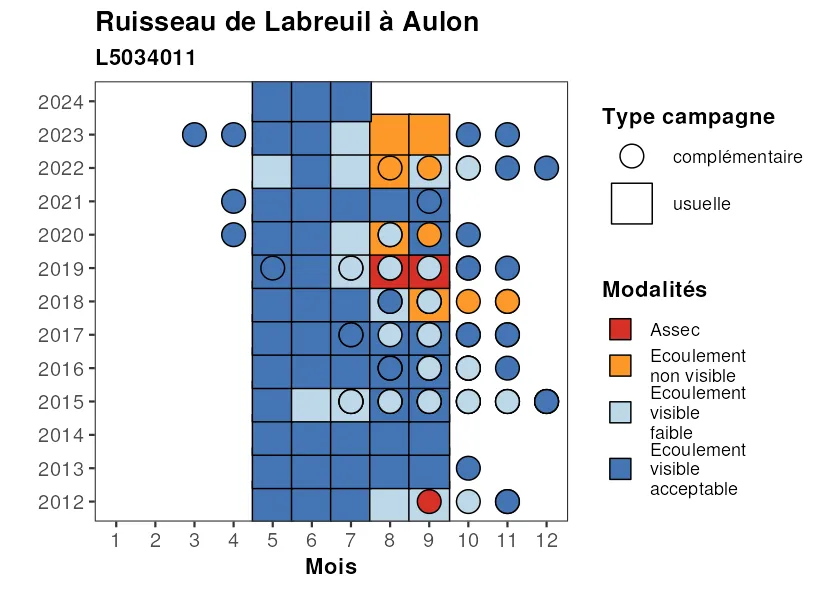 Ruisseau de Labreuil à Aulon
L5034011
2024
2023
2022
2021
2020
2019
2018
2017
2016
2015
2014
2013
2012
1 2 3 4 5 6 7 8 9 10 11 12
Mois
Type campagne
complémentaire
usuelle
Modalités
Assec
Ecoulement
non visible
Ecoulement
visible
faible
Ecoulement
visible
acceptable